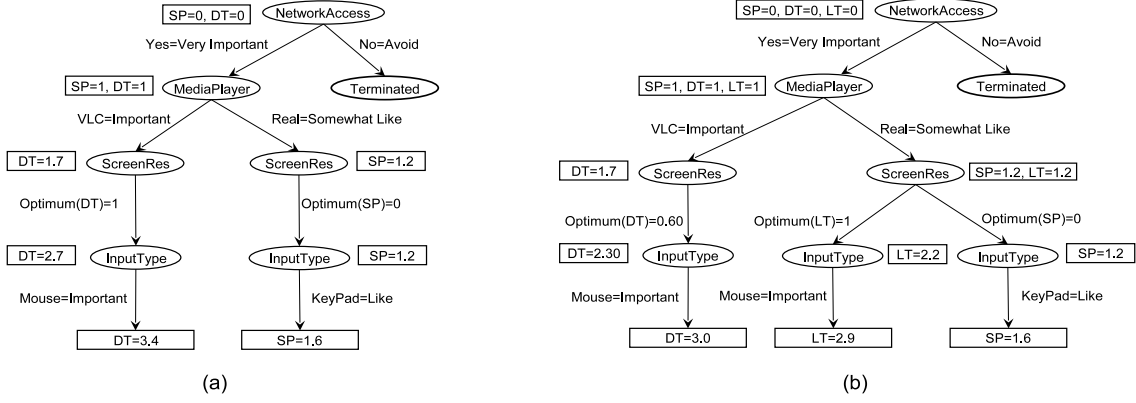 SP=0, DT=0
NetworkAccess
Yes=Very Important
No=Avoid
SP=1, DT=1
MediaPlayer
Terminated
VLC=Important
Real=Somewhat Like
DT=1.7
ScreenRes
ScreenRes
SP=1.2
Optimum(DT)=1
Optimum(SP)=0
DT=2.7
InputType
InputType
SP=1.2
Mouse=Important
KeyPad=Like
DT=3.4
SP=1.6
(a)
SP=0, DT=0, LT=0
NetworkAccess
Yes=Very Important
No=Avoid
SP=1, DT=1, LT=1
MediaPlayer
Terminated
VLC=Important
Real=Somewhat Like
DT=1.7
ScreenRes
ScreenRes
SP=1.2, LT=1.2
Optimum(DT)=0.60
Optimum(LT)=1
Optimum(SP)=0
DT=2.30
InputType
InputType
LT=2.2
InputType
SP=1.2
Mouse=Important
Mouse=Important
KeyPad=Like
DT=3.0
LT=2.9
SP=1.6
(b)